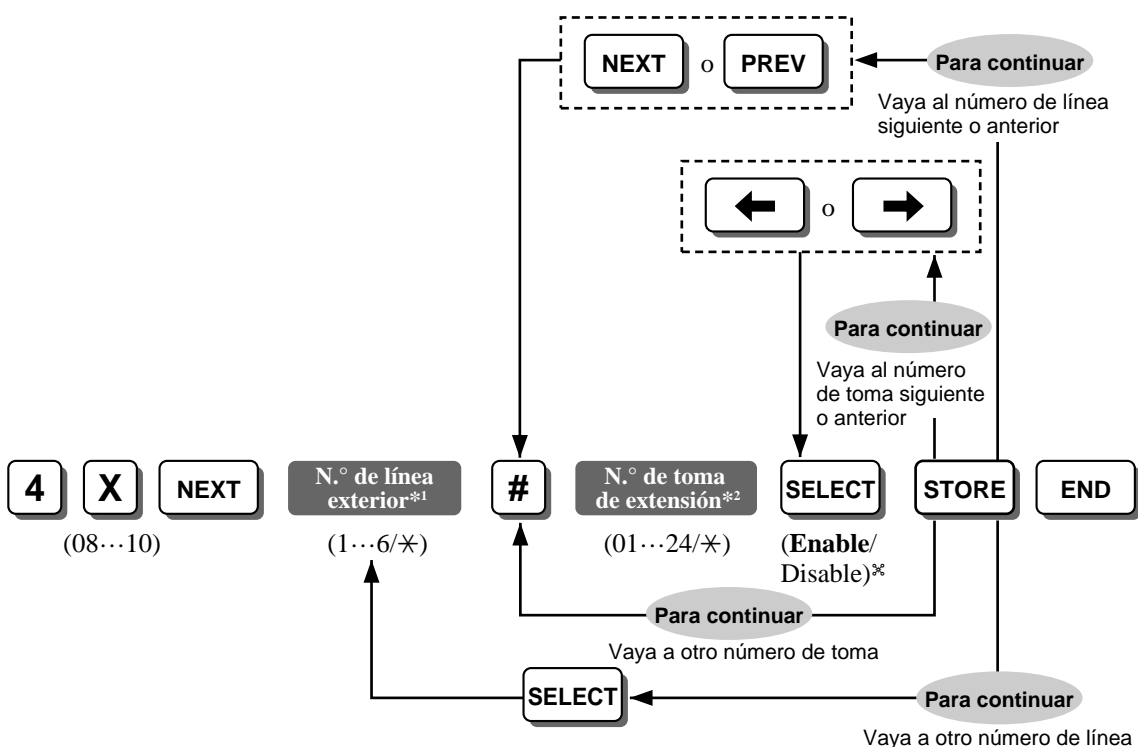 NEXT o PREV
Para continuar
Vaya al número de línea
siguiente o anterior
← o →
Para continuar
Vaya al número
de toma siguiente
o anterior
4 X NEXT N.° de línea exterior*1 # N.° de toma de extensión*2 SELECT STORE END
(08···10) (1···6/✳) (01···24/✳) (Enable/
Disable)⌘
Para continuar
Vaya a otro número de toma
SELECT
Para continuar
Vaya a otro número de línea